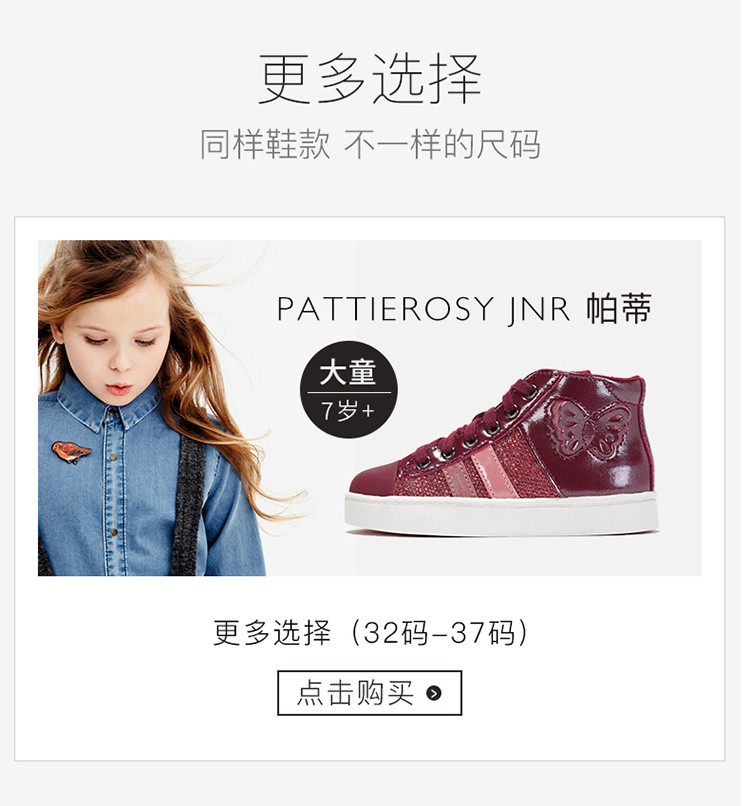 更多选择
同样鞋款 不一样的尺码
PATTIEROSY JNR 帕蒂
大童
7岁+
更多选择（32码-37码）
点击购买